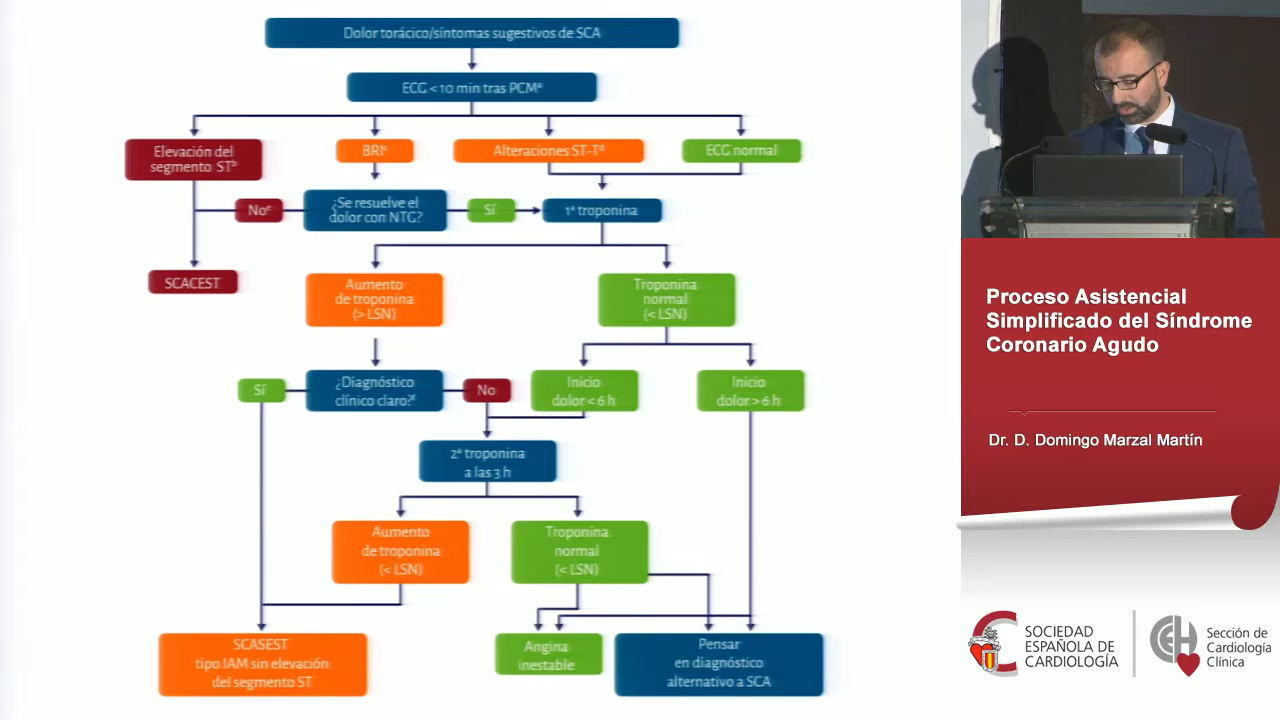 Dolor torácico/síntomas sugestivos de SCA
ECG < 10 min tras PCMª
Elevación del
segmento STᵇ
BRIᶜ
Alteraciones ST-Tᵈ
ECG normal
Noᵉ
¿Se resuelve el
dolor con NTG?
Sí
1ª troponina
SCACEST
Aumento
de troponina
(> LSN)
Troponina
normal
(< LSN)
Sí
¿Diagnóstico
clínico claro?ᶠ
No
Inicio
dolor < 6 h
Inicio
dolor > 6 h
2ª troponina
a las 3 h
Aumento
de troponina
(< LSN)
Troponina
normal
(< LSN)
SCASEST
tipo IAM sin elevación
del segmento ST
Angina
inestable
Pensar
en diagnóstico
alternativo a SCA
Proceso Asistencial
Simplificado del Síndrome
Coronario Agudo
Dr. D. Domingo Marzal Martín
SOCIEDAD
ESPAÑOLA DE
CARDIOLOGÍA
Sección de
Cardiología
Clínica